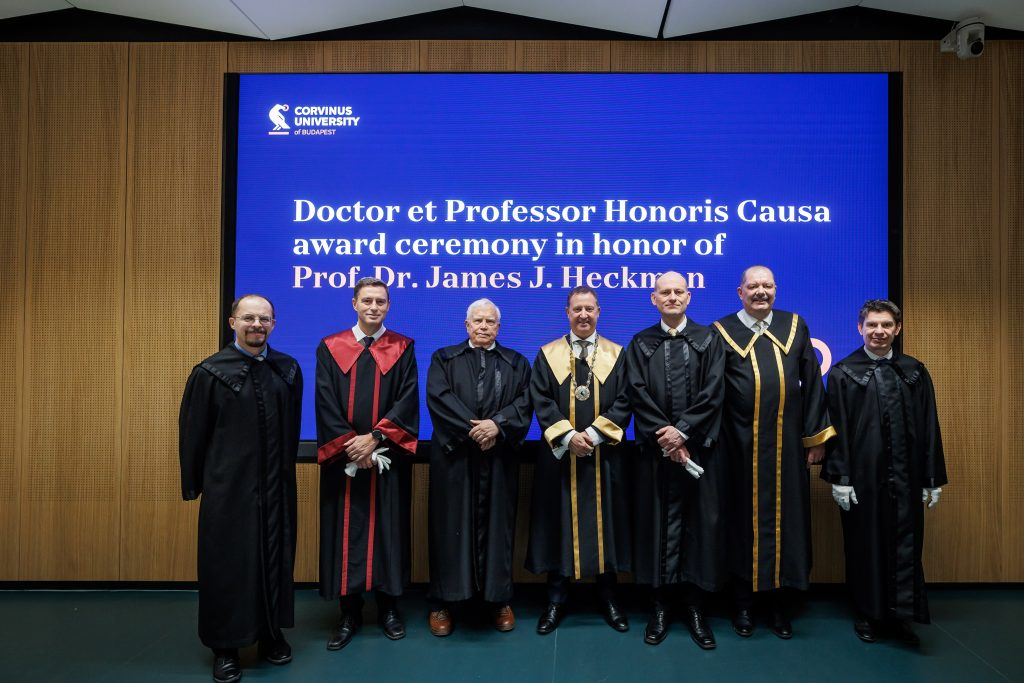 CORVINUS
UNIVERSITY
of BUDAPEST
Doctor et Professor Honoris Causa
award ceremony in honor of
Prof. Dr. James J. Heckman